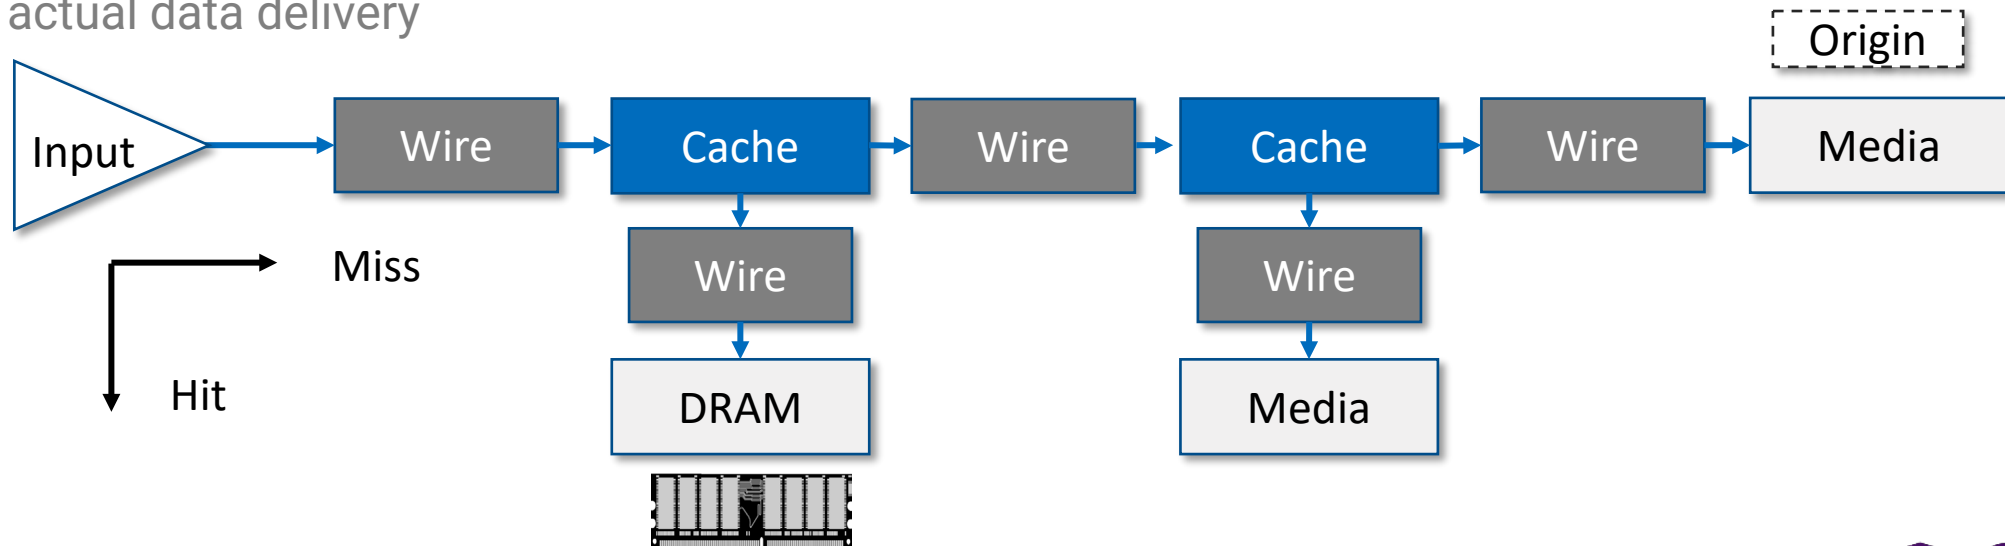 actual data delivery
Origin
Input
Wire
Cache
Wire
Cache
Wire
Media
Miss
Wire
Wire
Hit
DRAM
Media